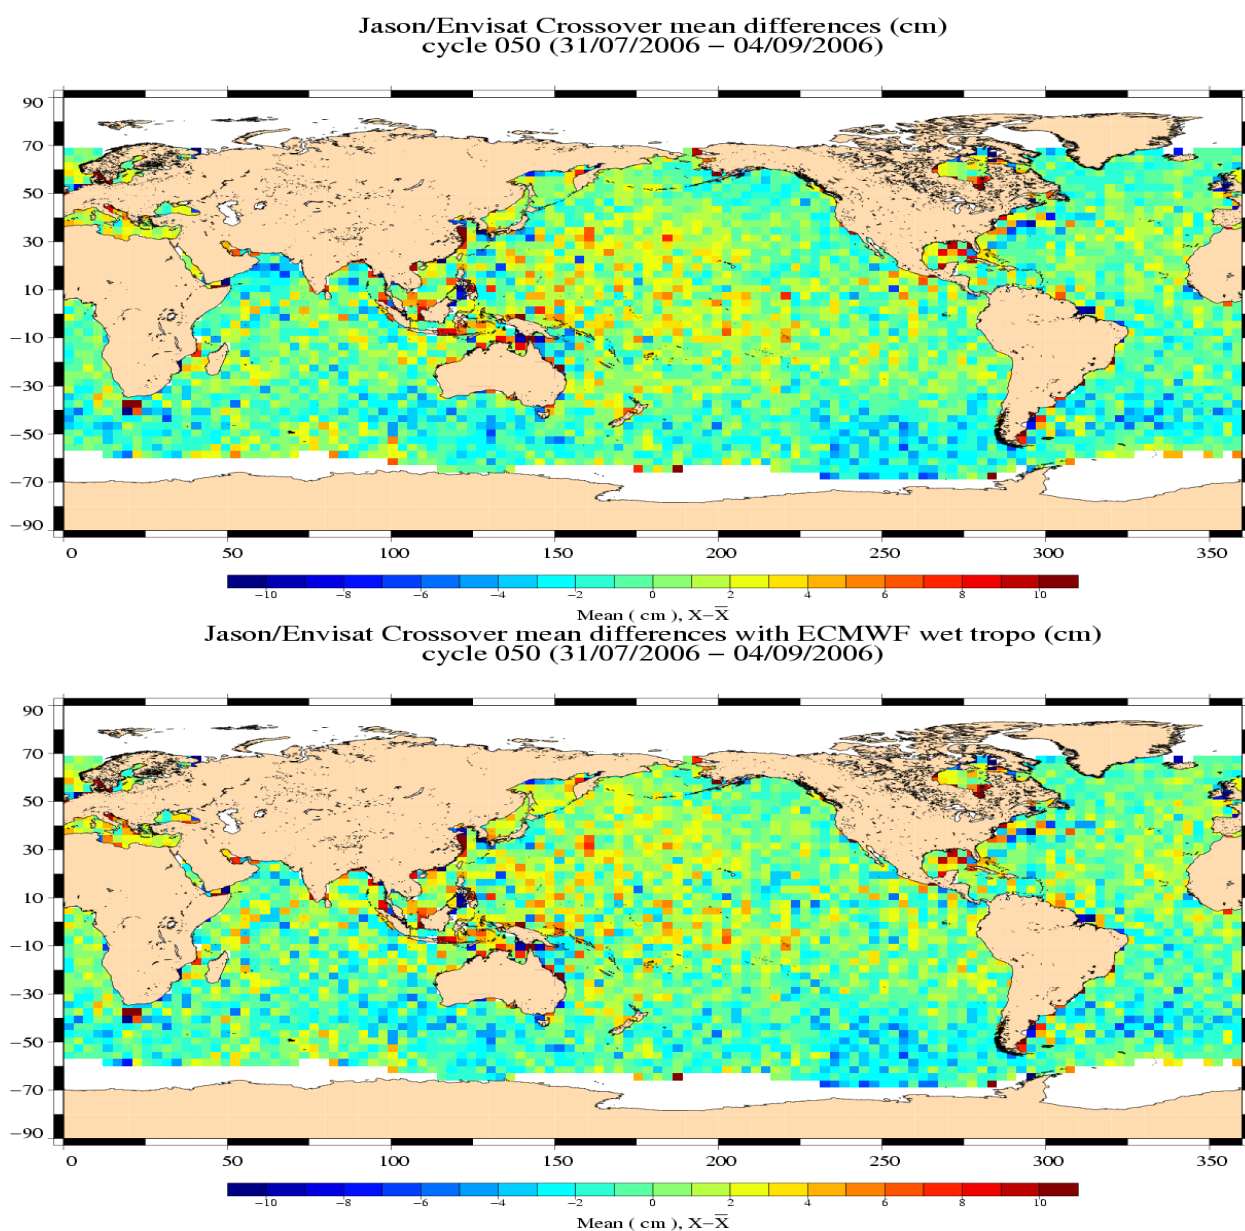 Jason/Envisat Crossover mean differences (cm)
cycle 050 (31/07/2006 − 04/09/2006)
90
70
50
30
10
−10
−30
−50
−70
−90
0 50 100 150 200 250 300 350
−10 −8 −6 −4 −2 0 2 4 6 8 10
Mean ( cm ), X−X̅
Jason/Envisat Crossover mean differences with ECMWF wet tropo (cm)
cycle 050 (31/07/2006 − 04/09/2006)
90
70
50
30
10
−10
−30
−50
−70
−90
0 50 100 150 200 250 300 350
−10 −8 −6 −4 −2 0 2 4 6 8 10
Mean ( cm ), X−X̅